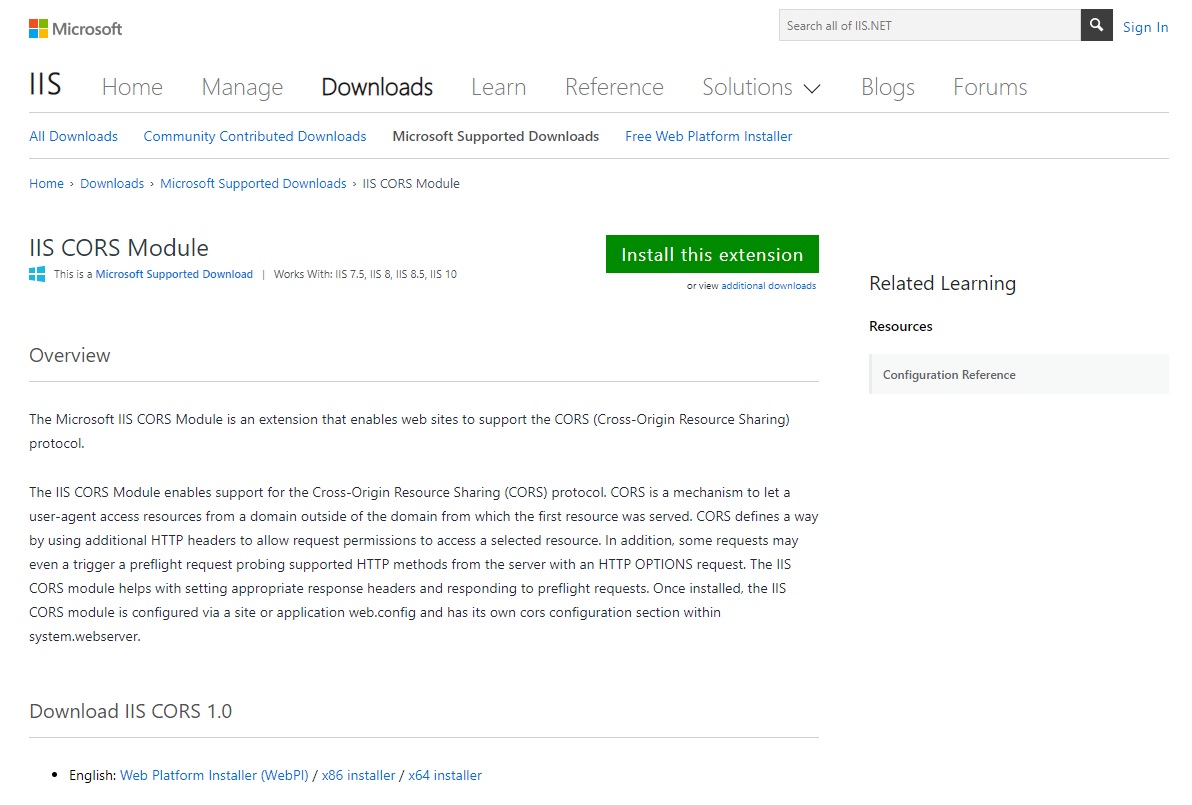 Microsoft
Search all of IIS.NET
Sign In
IIS Home Manage Downloads Learn Reference Solutions Blogs Forums
All Downloads Community Contributed Downloads Microsoft Supported Downloads Free Web Platform Installer
Home › Downloads › Microsoft Supported Downloads › IIS CORS Module
IIS CORS Module
This is a Microsoft Supported Download | Works With: IIS 7.5, IIS 8, IIS 8.5, IIS 10
Install this extension
or view additional downloads
Overview
The Microsoft IIS CORS Module is an extension that enables web sites to support the CORS (Cross-Origin Resource Sharing)
protocol.
The IIS CORS Module enables support for the Cross-Origin Resource Sharing (CORS) protocol. CORS is a mechanism to let a
user-agent access resources from a domain outside of the domain from which the first resource was served. CORS defines a way
by using additional HTTP headers to allow request permissions to access a selected resource. In addition, some requests may
even a trigger a preflight request probing supported HTTP methods from the server with an HTTP OPTIONS request. The IIS
CORS module helps with setting appropriate response headers and responding to preflight requests. Once installed, the IIS
CORS module is configured via a site or application web.config and has its own cors configuration section within
system.webserver.
Download IIS CORS 1.0
• English: Web Platform Installer (WebPI) / x86 installer / x64 installer
Related Learning
Resources
Configuration Reference